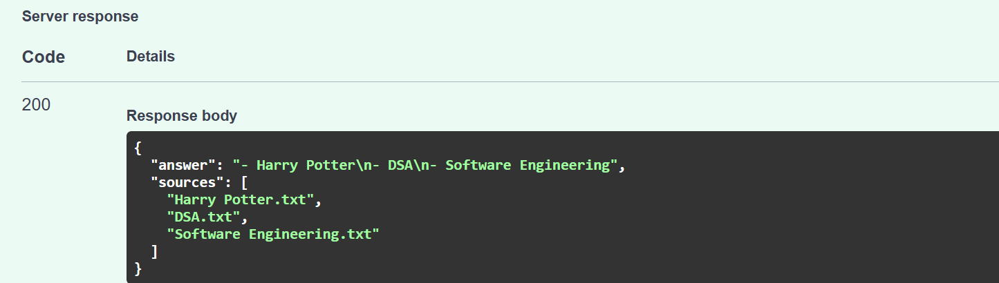 Server response
Code Details
200
Response body
{
  "answer": "- Harry Potter\n- DSA\n- Software Engineering",
  "sources": [
    "Harry Potter.txt",
    "DSA.txt",
    "Software Engineering.txt"
  ]
}